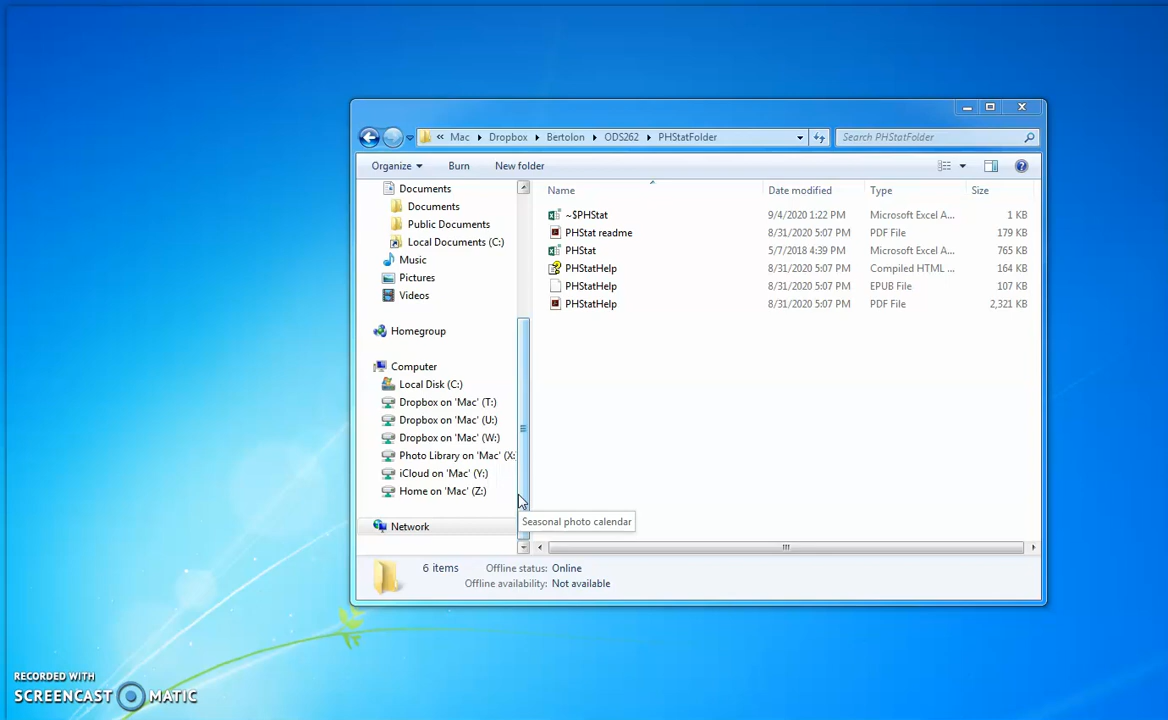 « Mac Dropbox Bertolon ODS262 PHStatFolder Search PHStatFolder
Organize Burn New folder
Documents
Documents
Public Documents
Local Documents (C:)
Music
Pictures
Videos
Homegroup
Computer
Local Disk (C:)
Dropbox on 'Mac' (T:)
Dropbox on 'Mac' (U:)
Dropbox on 'Mac' (W:)
Photo Library on 'Mac' (X:
iCloud on 'Mac' (Y:)
Home on 'Mac' (Z:)
Network
Name Date modified Type Size
~$PHStat 9/4/2020 1:22 PM Microsoft Excel A... 1 KB
PHStat readme 8/31/2020 5:07 PM PDF File 179 KB
PHStat 5/7/2018 4:39 PM Microsoft Excel A... 765 KB
PHStatHelp 8/31/2020 5:07 PM Compiled HTML ... 164 KB
PHStatHelp 8/31/2020 5:07 PM EPUB File 107 KB
PHStatHelp 8/31/2020 5:07 PM PDF File 2,321 KB
Seasonal photo calendar
6 items Offline status: Online
Offline availability: Not available
RECORDED WITH
SCREENCAST MATIC